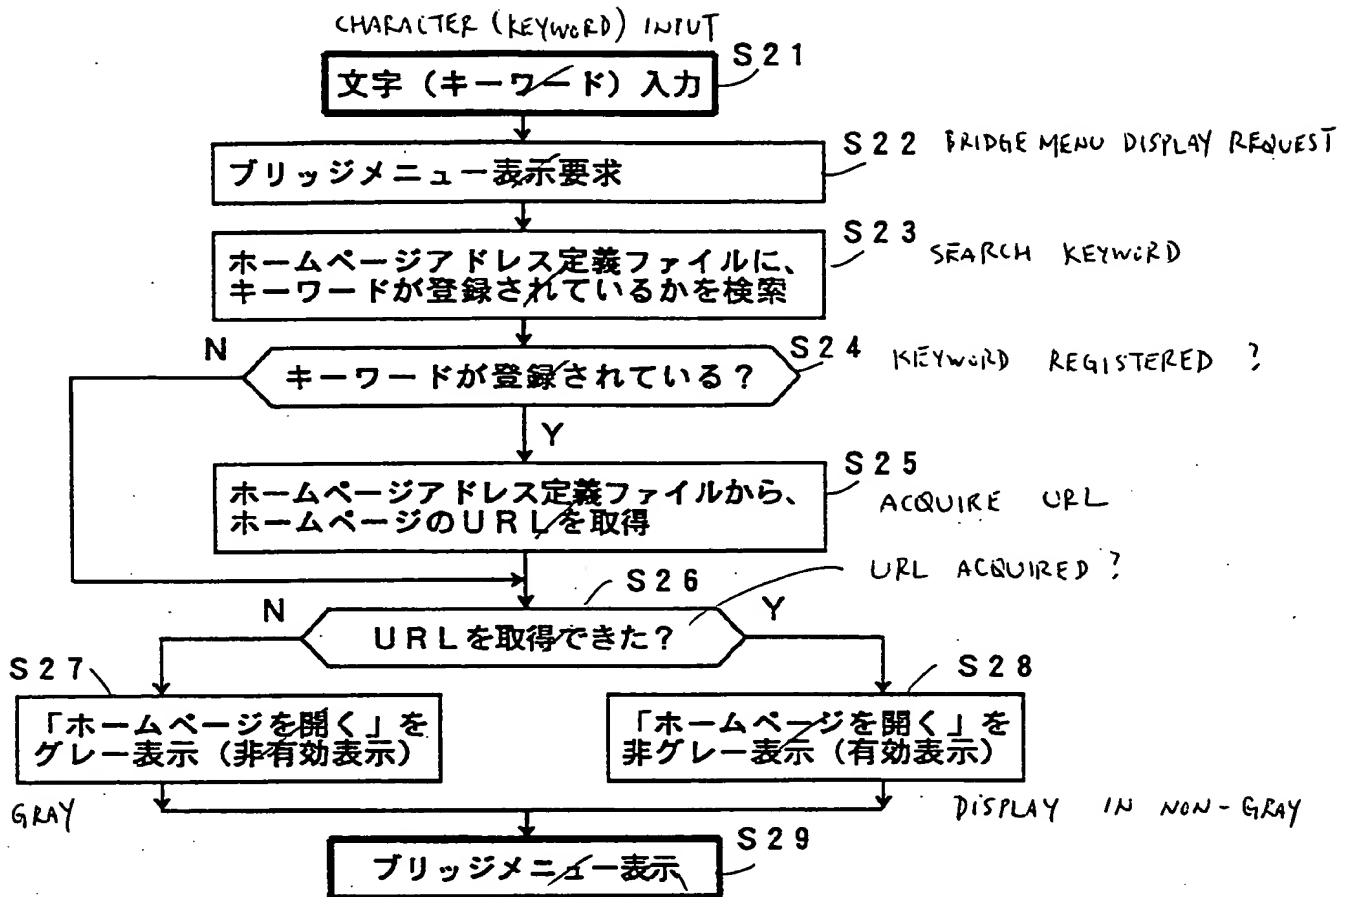 CHARACTER (KEYWORD) INPUT
S21
文字（キーワード）入力
S22 BRIDGE MENU DISPLAY REQUEST
ブリッジメニュー表示要求
S23 SEARCH KEYWORD
ホームページアドレス定義ファイルに、
キーワードが登録されているかを検索
N
S24 KEYWORD REGISTERED ?
キーワードが登録されている？
Y
S25
ホームページアドレス定義ファイルから、
ホームページのURLを取得
ACQUIRE URL
S26
URL ACQUIRED ?
N
Y
URLを取得できた？
S27
S28
「ホームページを開く」を
グレー表示（非有効表示）
「ホームページを開く」を
非グレー表示（有効表示）
GRAY
DISPLAY IN NON-GRAY
S29
ブリッジメニュー表示